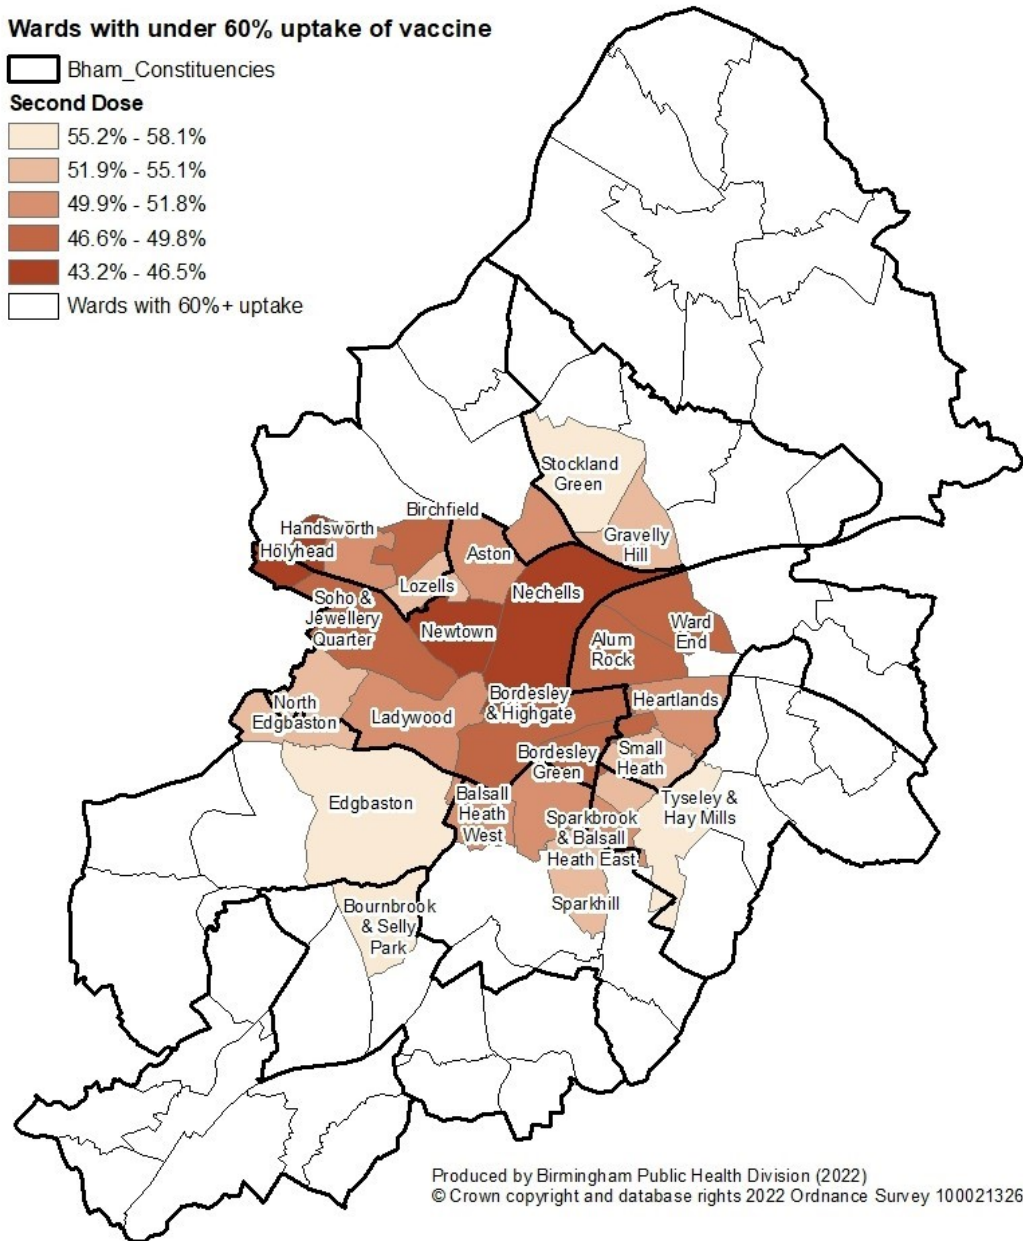 Wards with under 60% uptake of vaccine
Bham_Constituencies
Second Dose
55.2% - 58.1%
51.9% - 55.1%
49.9% - 51.8%
46.6% - 49.8%
43.2% - 46.5%
Wards with 60%+ uptake
Stockland
Green
Birchfield
Handsworth
Gravelly
Hill
Holyhead
Aston
Lozells
Nechells
Soho &
Jewellery
Quarter
Newtown
Ward
End
Alum
Rock
North
Edgbaston
Ladywood
Bordesley
& Highgate
Heartlands
Bordesley
Green
Small
Heath
Edgbaston
Balsall
Heath
West
Tyseley &
Hay Mills
Sparkbrook
& Balsall
Heath East
Sparkhill
Bournbrook
& Selly
Park
Produced by Birmingham Public Health Division (2022)
© Crown copyright and database rights 2022 Ordnance Survey 100021326